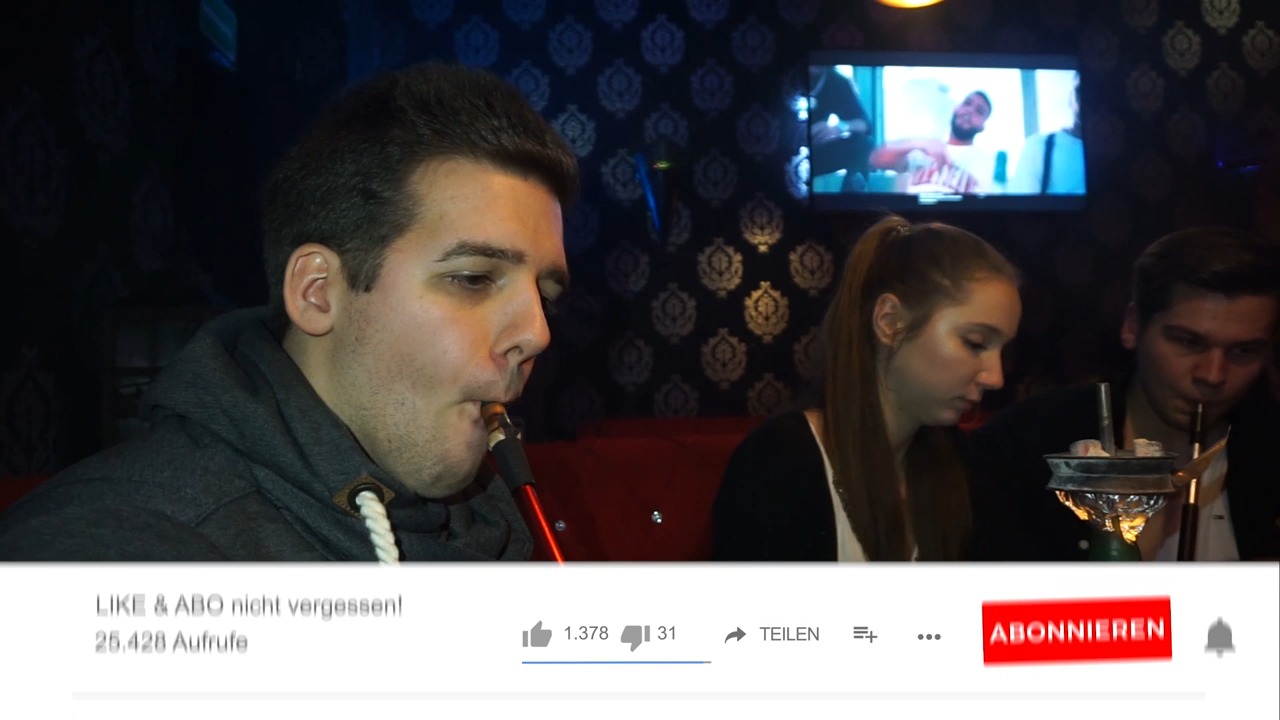 LIKE & ABO nicht vergessen!
25.428 Aufrufe
1.378
31
TEILEN
ABONNIEREN